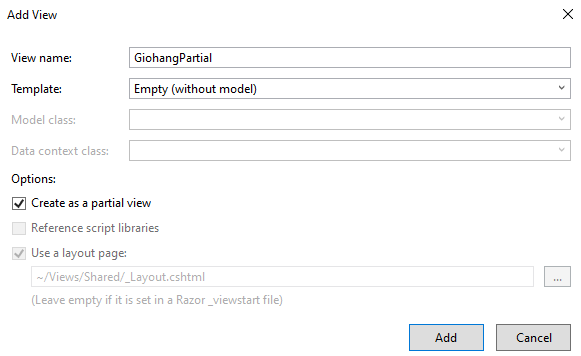 Add View
View name: GiohangPartial
Template: Empty (without model)
Model class:
Data context class:
Options:
Create as a partial view
Reference script libraries
Use a layout page:
~/Views/Shared/_Layout.cshtml ...
(Leave empty if it is set in a Razor _viewstart file)
Add Cancel